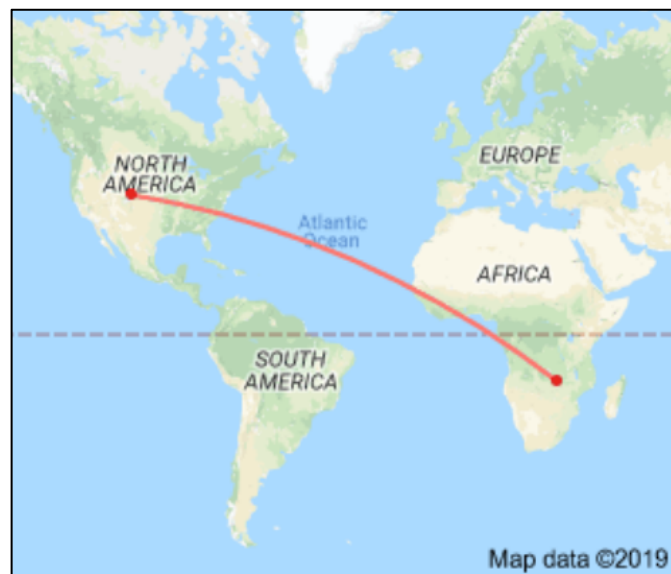 NORTH
AMERICA
EUROPE
Atlantic
Ocean
AFRICA
SOUTH
AMERICA
Map data ©2019